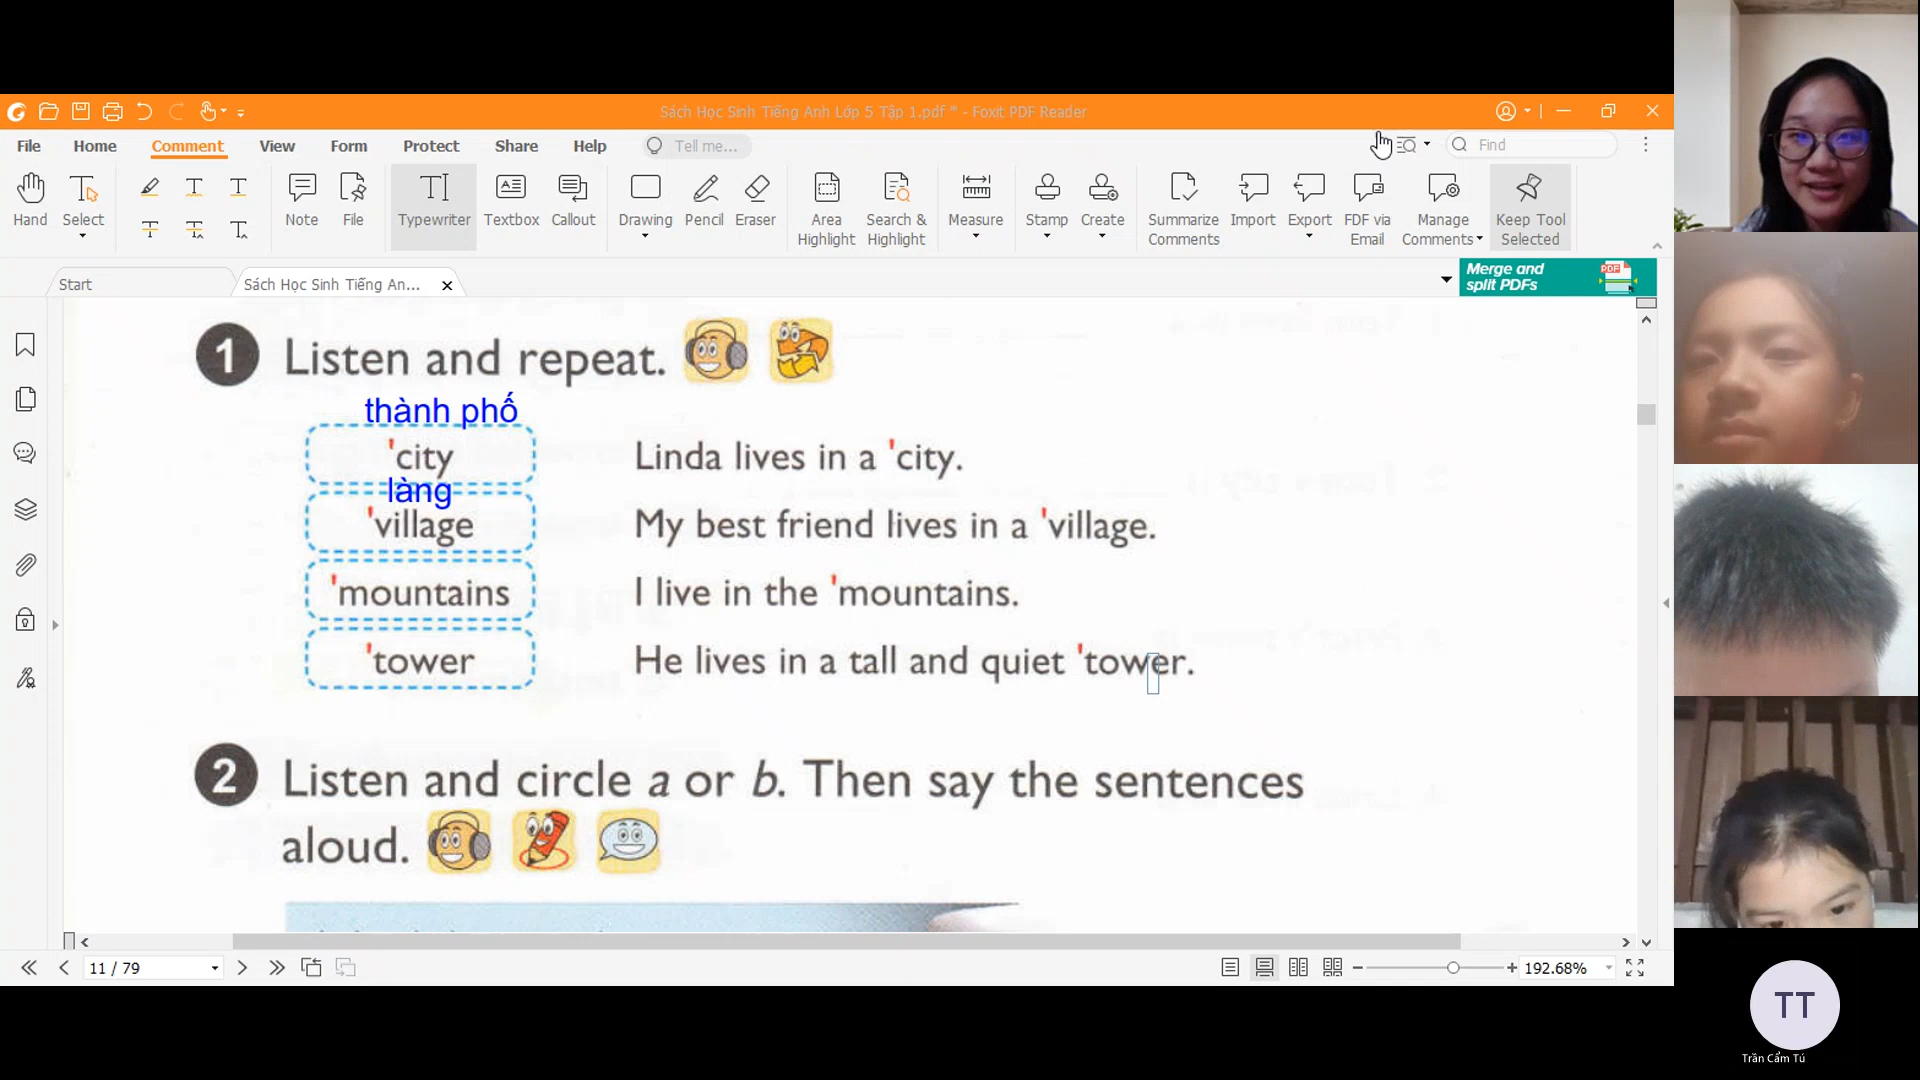 Sách Học Sinh Tiếng Anh Lớp 5 Tập 1.pdf * - Foxit PDF Reader
File Home Comment View Form Protect Share Help Tell me... Find
Hand Select Note File Typewriter Textbox Callout Drawing Pencil Eraser Area Highlight Search & Highlight Measure Stamp Create Summarize Comments Import Export FDF via Email Manage Comments Keep Tool Selected
Start Sách Học Sinh Tiếng An...
Merge and split PDFs
PDF
1 Listen and repeat.
thành phố
'city Linda lives in a 'city.
làng
'village My best friend lives in a 'village.
'mountains I live in the 'mountains.
'tower He lives in a tall and quiet 'tower.
2 Listen and circle a or b. Then say the sentences
aloud.
11 / 79 192.68%
TT
Trần Cẩm Tú